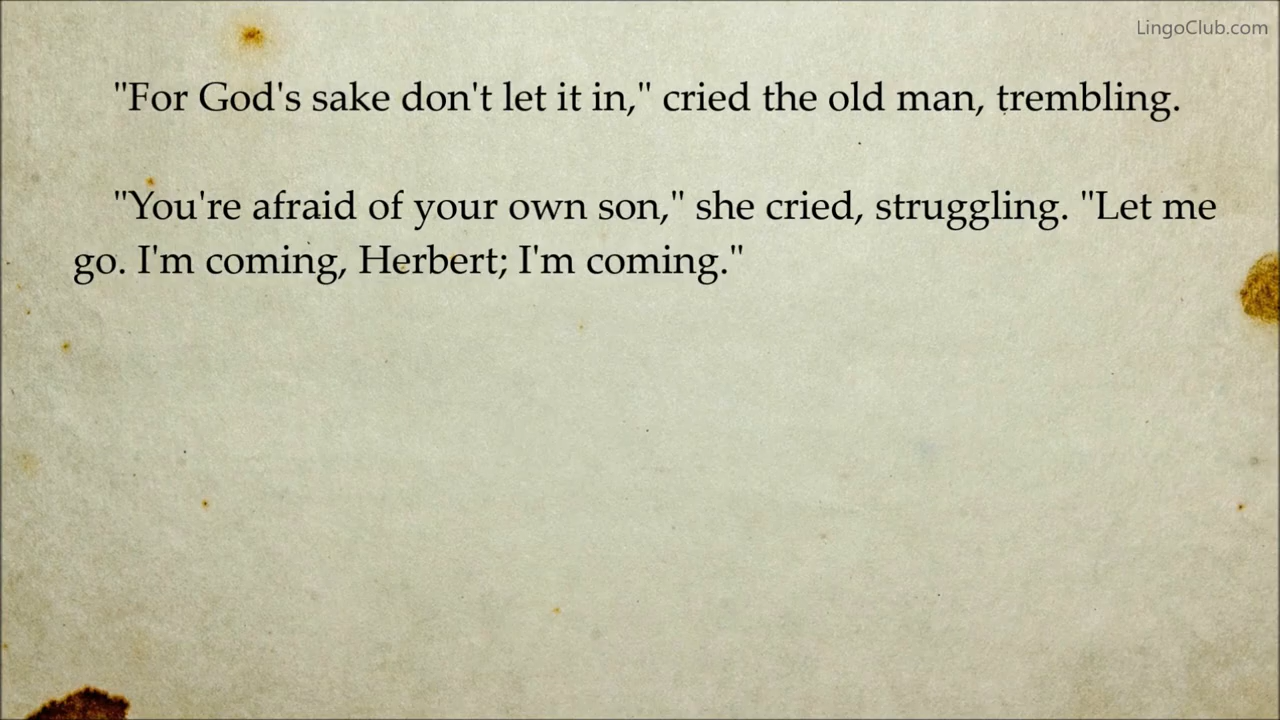 LingoClub.com
"For God's sake don't let it in," cried the old man, trembling.
"You're afraid of your own son," she cried, struggling. "Let me
go. I'm coming, Herbert; I'm coming."